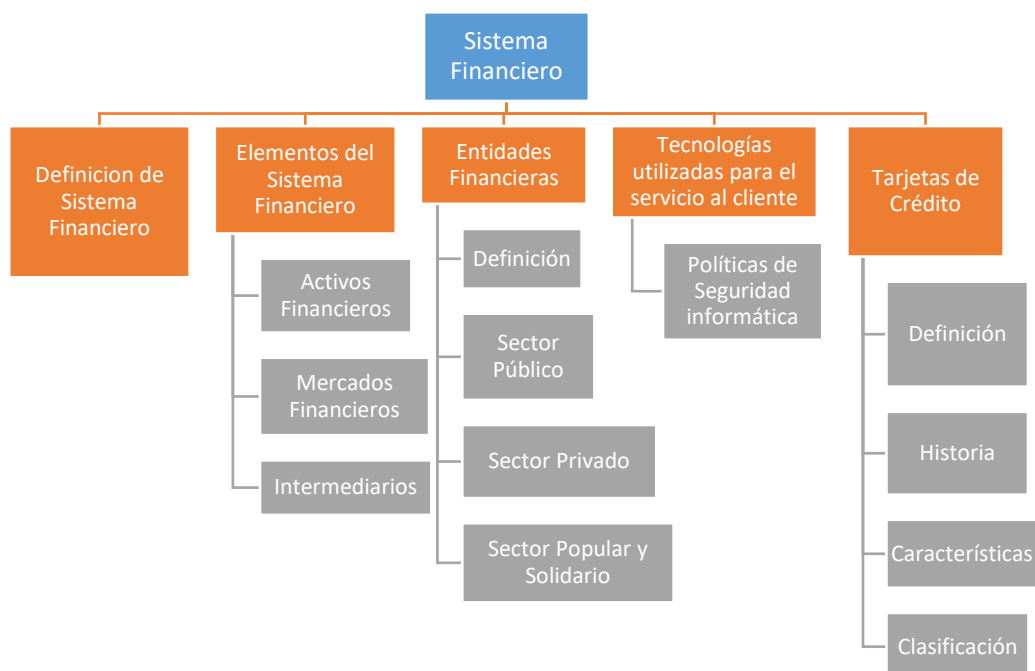 Sistema
Financiero
Definicion de
Sistema
Financiero
Elementos del
Sistema
Financiero
Activos
Financieros
Mercados
Financieros
Intermediarios
Entidades
Financieras
Definición
Sector
Público
Sector Privado
Sector Popular y
Solidario
Tecnologías
utilizadas para el
servicio al cliente
Políticas de
Seguridad
informática
Tarjetas de
Crédito
Definición
Historia
Características
Clasificación